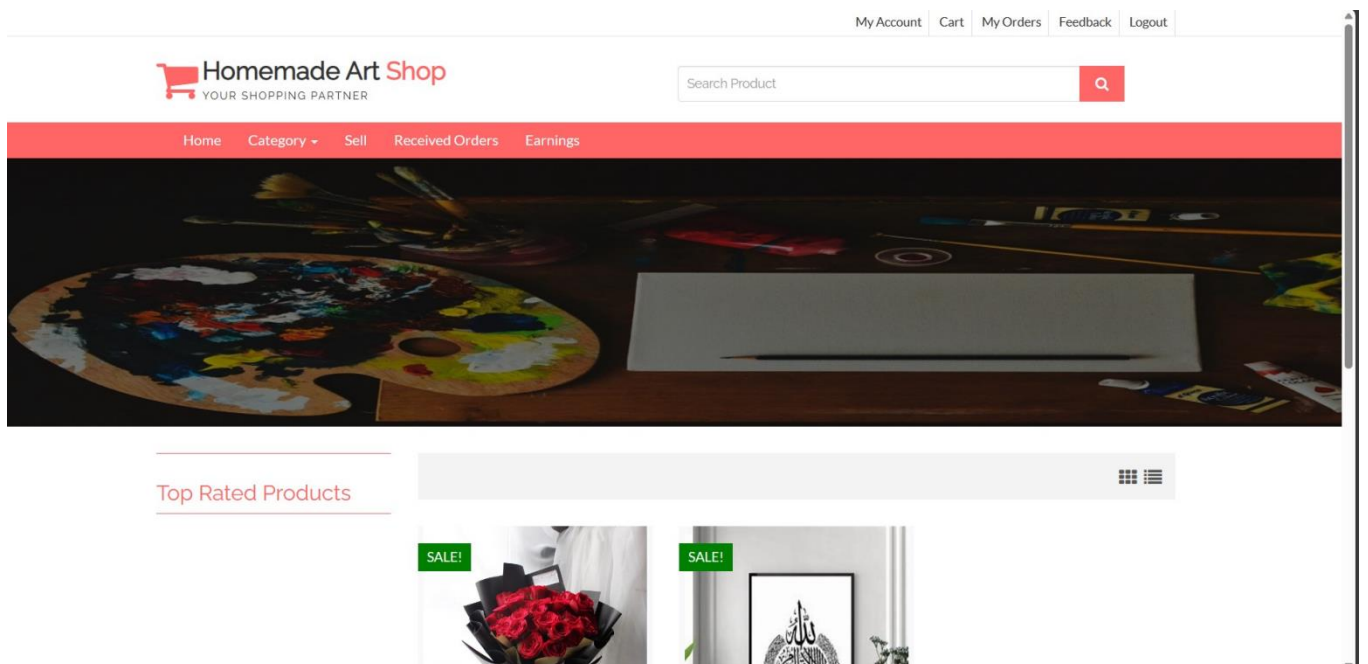 My Account Cart My Orders Feedback Logout
Homemade Art Shop
YOUR SHOPPING PARTNER
Search Product
Home Category Sell Received Orders Earnings
Top Rated Products
SALE!
SALE!
الله